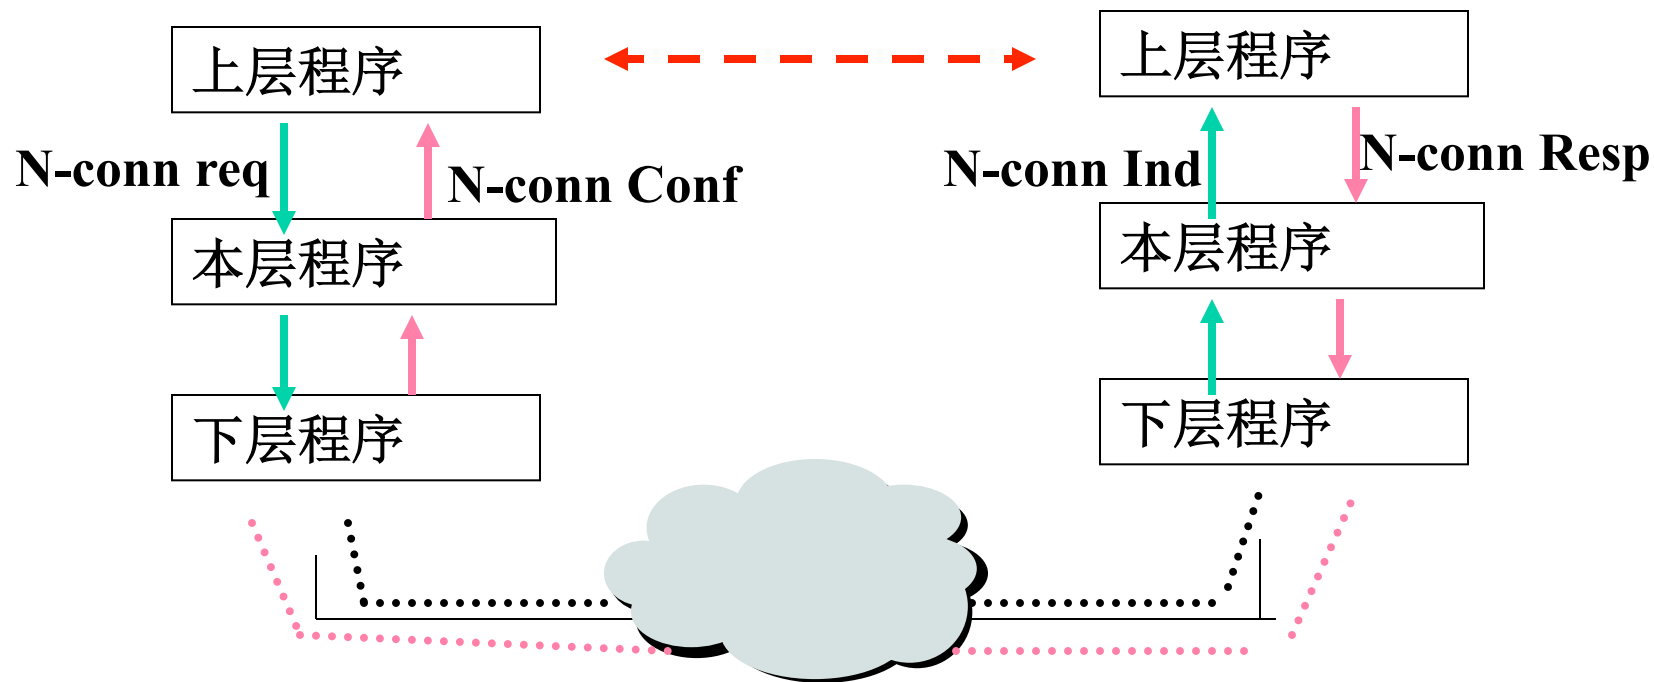 上层程序
上层程序
N-conn req
N-conn Conf
N-conn Ind
N-conn Resp
本层程序
本层程序
下层程序
下层程序